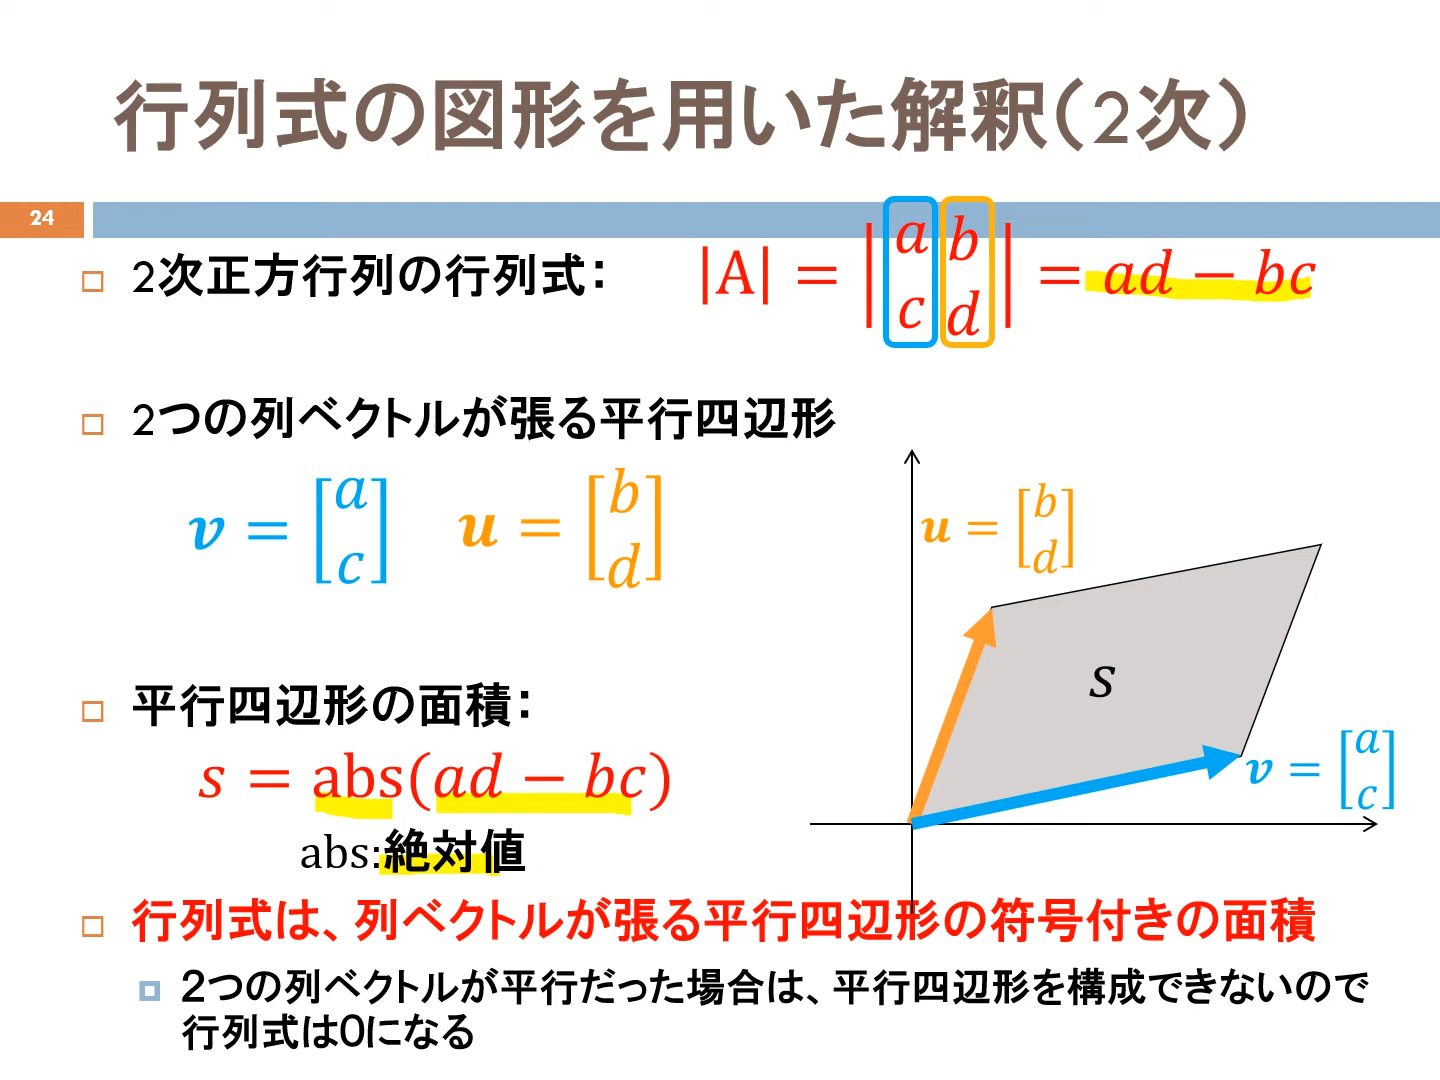 行列式の図形を用いた解釈（2次）
24
2次正方行列の行列式： |A| = |a b c d| = ad − bc
2つの列ベクトルが張る平行四辺形
v = [a c] u = [b d]
u = [b d]
s
v = [a c]
平行四辺形の面積：
s = abs(ad − bc)
abs:絶対値
行列式は、列ベクトルが張る平行四辺形の符号付きの面積
2つの列ベクトルが平行だった場合は、平行四辺形を構成できないので
行列式は0になる